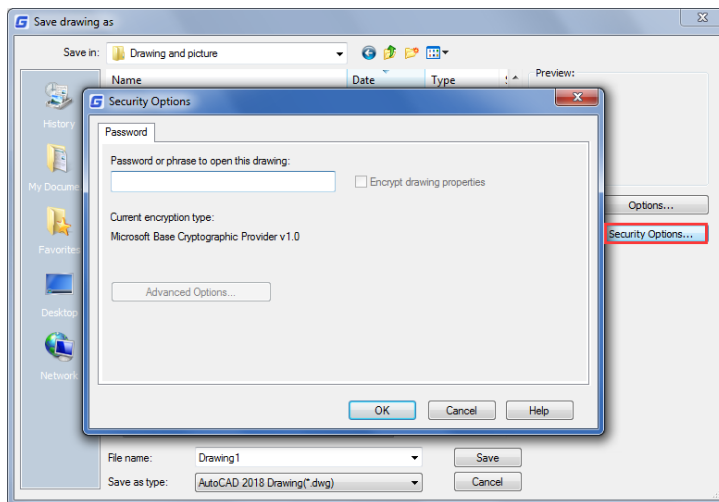 Save drawing as
Save in: Drawing and picture
Name Date Type
Preview:
Security Options
Password
Password or phrase to open this drawing:
Encrypt drawing properties
Current encryption type:
Microsoft Base Cryptographic Provider v1.0
Advanced Options...
OK Cancel Help
History
My Docume
Favorites
Desktop
Network
Options...
Security Options...
File name: Drawing1 Save
Save as type: AutoCAD 2018 Drawing(*.dwg) Cancel